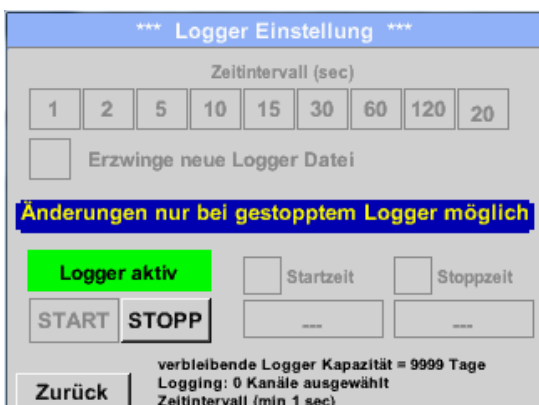 *** Logger Einstellung ***
Zeitintervall (sec)
1 2 5 10 15 30 60 120 20
Erzwinge neue Logger Datei
Änderungen nur bei gestopptem Logger möglich
Logger aktiv
Startzeit
Stoppzeit
START STOPP --- ---
verbleibende Logger Kapazität = 9999 Tage
Logging: 0 Kanäle ausgewählt
Zeitintervall (min 1 sec)
Zurück